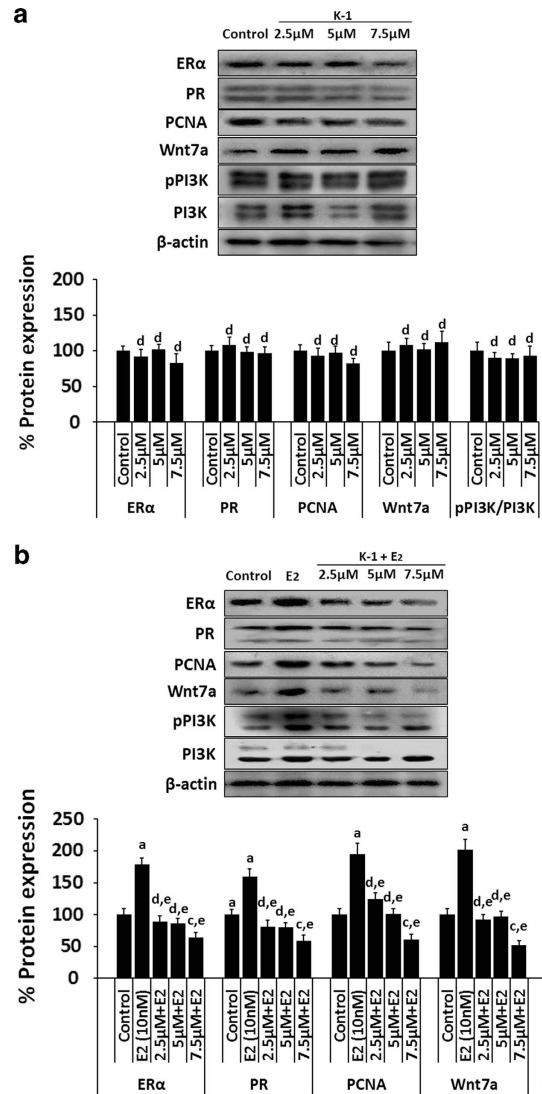 a
K-1
Control 2.5μM 5μM 7.5μM
ERα
PR
PCNA
Wnt7a
pPI3K
PI3K
β-actin
% Protein expression
200
150
100
50
0
d d d d d d d d d d d d d d d
Control 2.5μM 5μM 7.5μM Control 2.5μM 5μM 7.5μM Control 2.5μM 5μM 7.5μM Control 2.5μM 5μM 7.5μM Control 2.5μM 5μM 7.5μM
ERα PR PCNA Wnt7a pPI3K/PI3K
b
K-1 + E2
Control E2 2.5μM 5μM 7.5μM
ERα
PR
PCNA
Wnt7a
pPI3K
PI3K
β-actin
% Protein expression
250
200
150
100
50
0
a d,e d,e c,e a a d,e d,e c,e a d,e d,e c,e a d,e d,e c,e
Control E2 (10nM) 2.5μM+E2 5μM+E2 7.5μM+E2 Control E2 (10nM) 2.5μM+E2 5μM+E2 7.5μM+E2 Control E2 (10nM) 2.5μM+E2 5μM+E2 7.5μM+E2 Control E2 (10nM) 2.5μM+E2 5μM+E2 7.5μM+E2
ERα PR PCNA Wnt7a